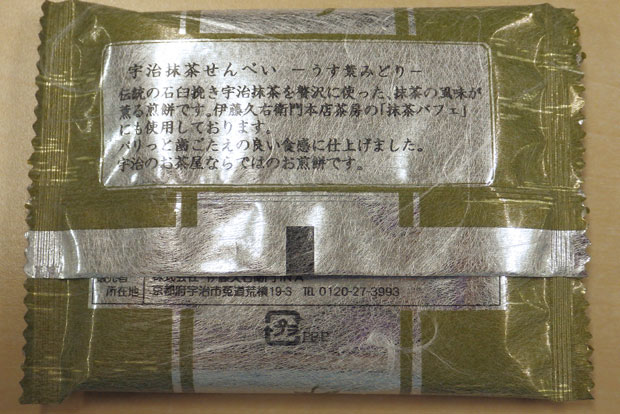 宇治抹茶せんべい －うす葉みどり－
伝統の石臼挽き宇治抹茶を贅沢に使った、抹茶の風味が
薫る煎餅です。伊藤久右衛門本店茶房の「抹茶パフェ」
にも使用しております。
パリっと歯ごたえの良い食感に仕上げました。
宇治のお茶屋ならではのお煎餅です。
所在地 京都府宇治市莵道荒槇19-3 TEL 0120-27-3993
プラ